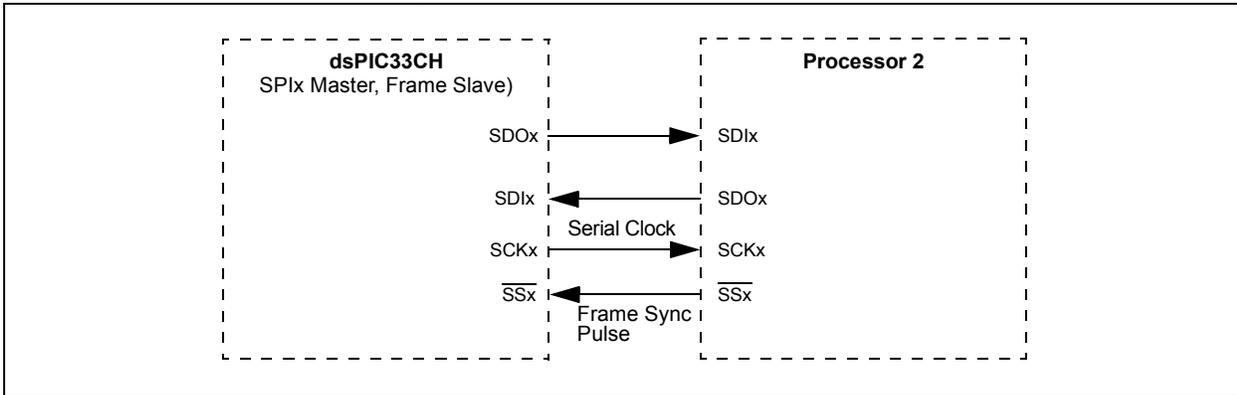 dsPIC33CH
SPIx Master, Frame Slave)
Processor 2
SDOx
SDIx
SDIx
SDOx
Serial Clock
SCKx
SCKx
SSx
SSx
Frame Sync
Pulse